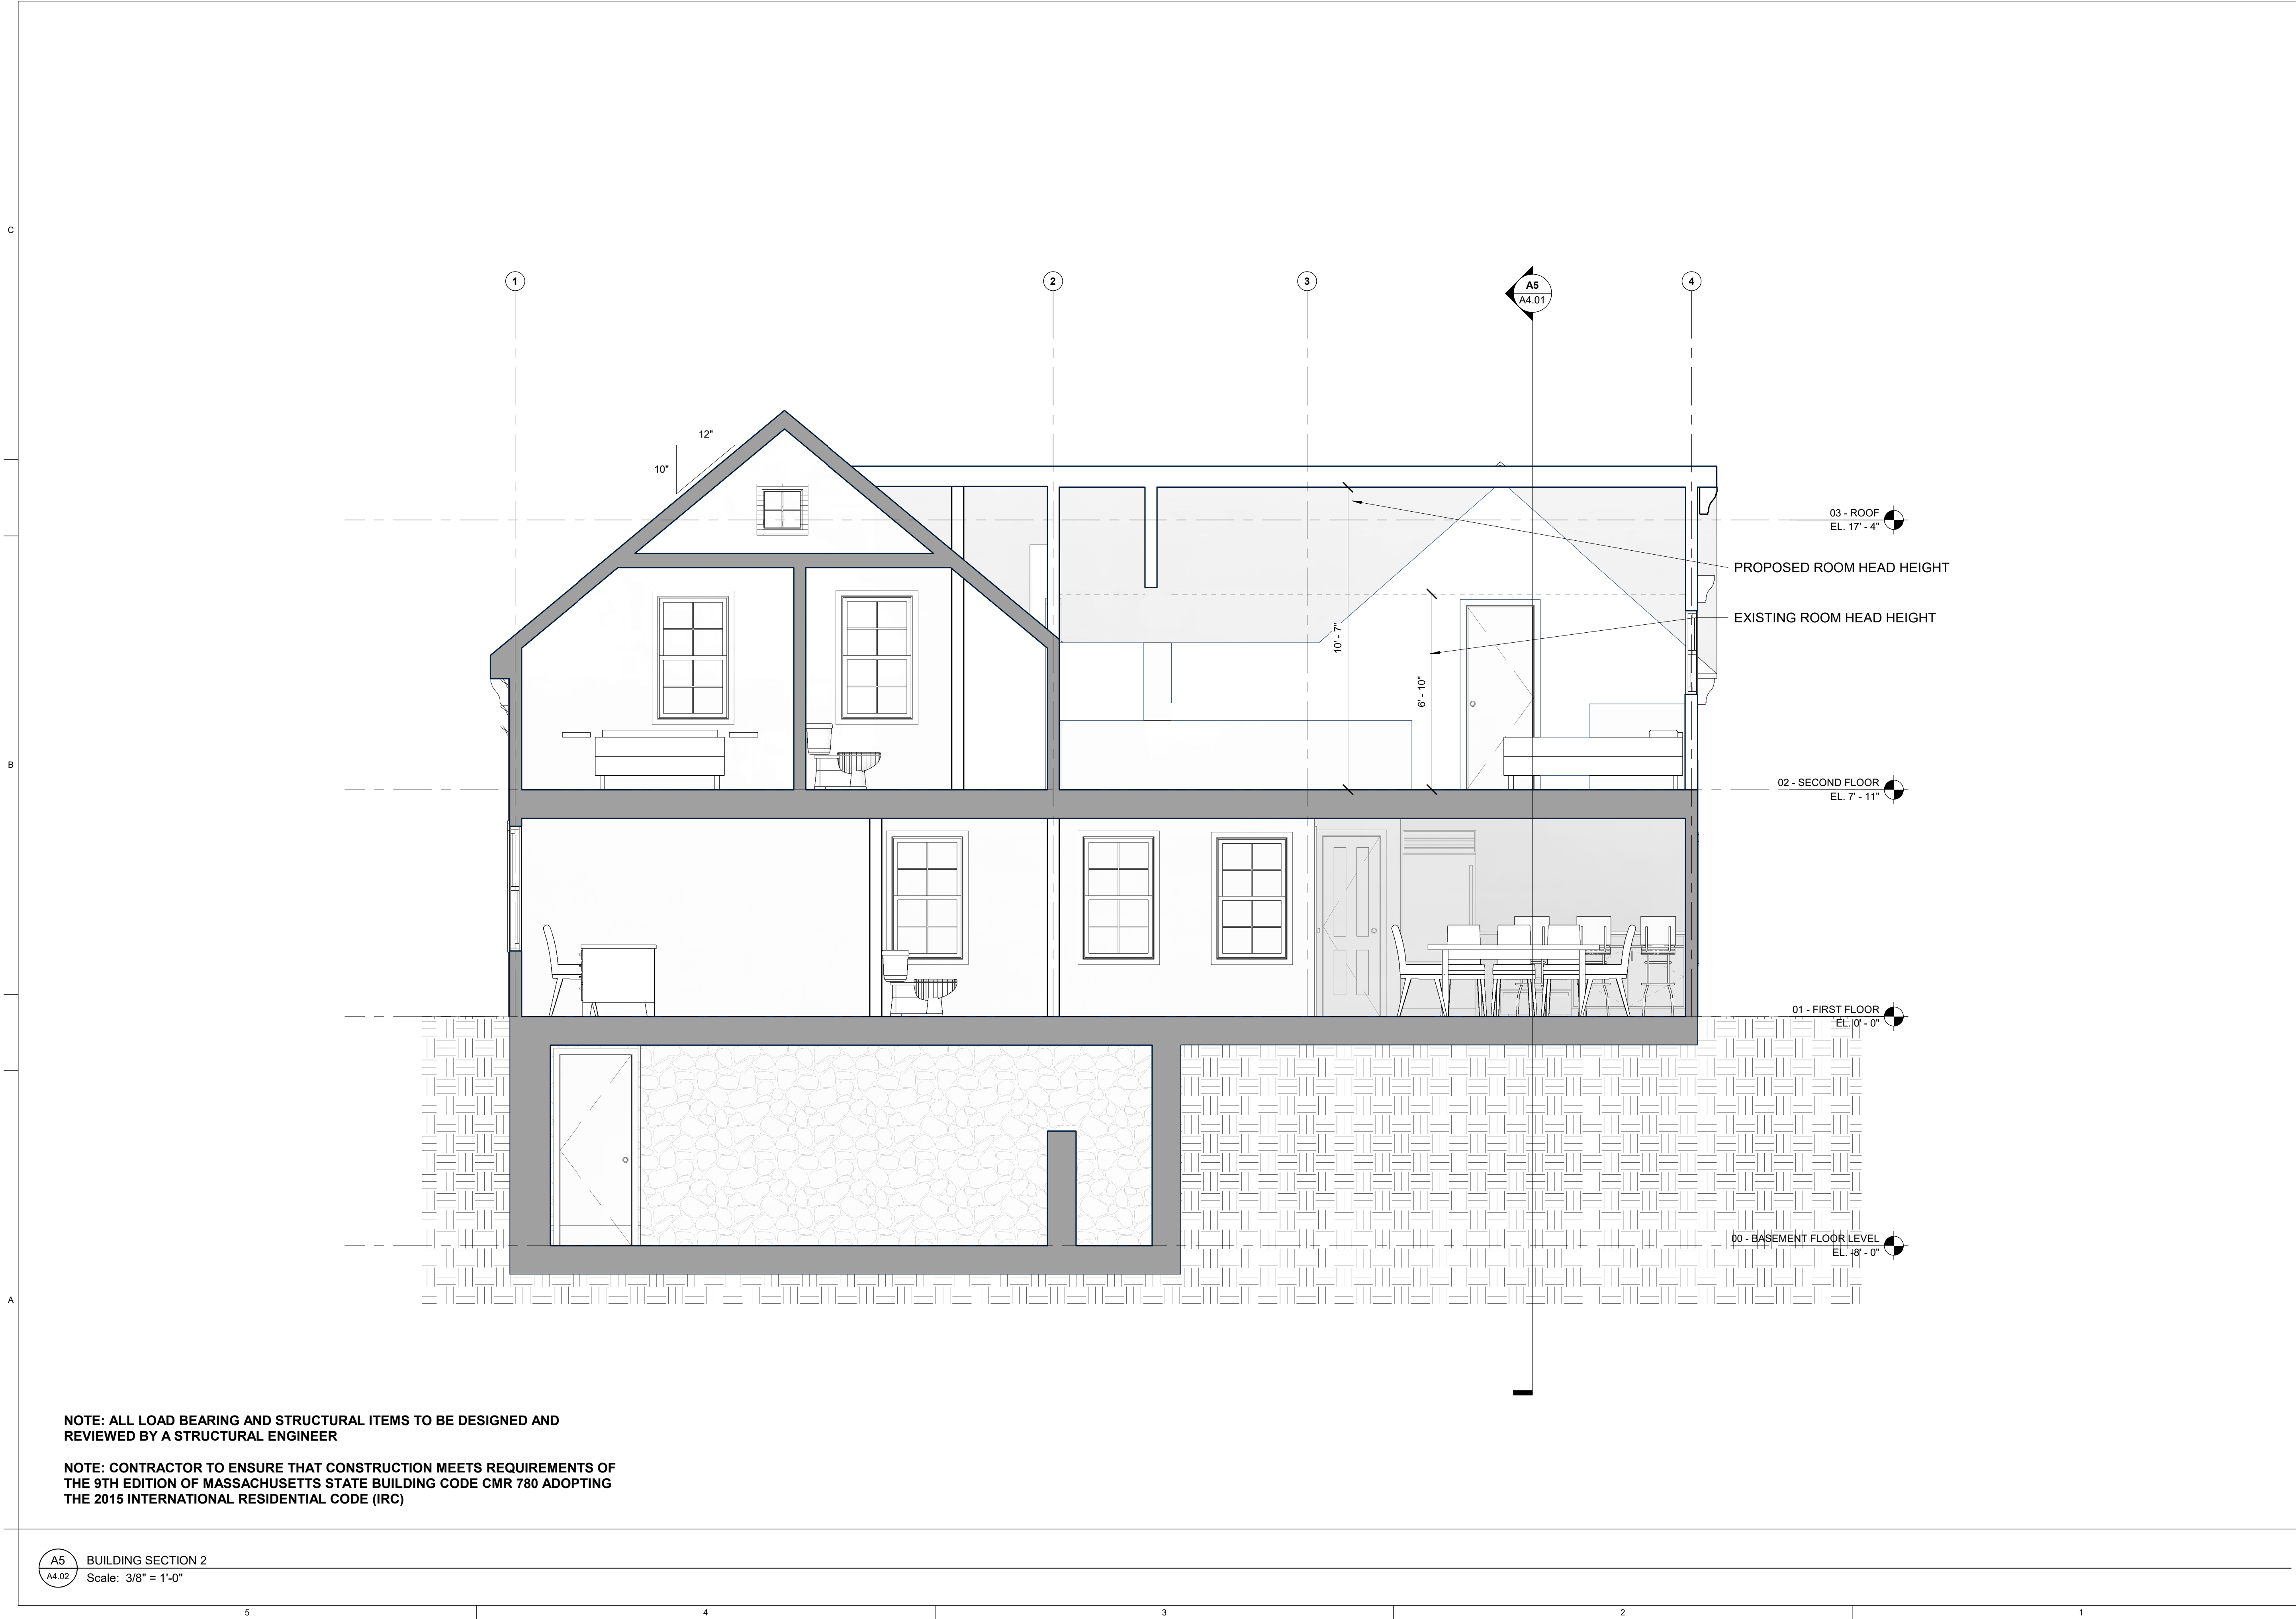 C
1
2
3
A5
A4.01
4
12"
10"
03 - ROOF
EL. 17' - 4"
PROPOSED ROOM HEAD HEIGHT
EXISTING ROOM HEAD HEIGHT
10' - 7"
6' - 10"
B
02 - SECOND FLOOR
EL. 7' - 11"
01 - FIRST FLOOR
EL. 0' - 0"
00 - BASEMENT FLOOR LEVEL
EL. -8' - 0"
A
NOTE: ALL LOAD BEARING AND STRUCTURAL ITEMS TO BE DESIGNED AND
REVIEWED BY A STRUCTURAL ENGINEER
NOTE: CONTRACTOR TO ENSURE THAT CONSTRUCTION MEETS REQUIREMENTS OF
THE 9TH EDITION OF MASSACHUSETTS STATE BUILDING CODE CMR 780 ADOPTING
THE 2015 INTERNATIONAL RESIDENTIAL CODE (IRC)
A5
A4.02
BUILDING SECTION 2
Scale: 3/8" = 1'-0"
5
4
3
2
1